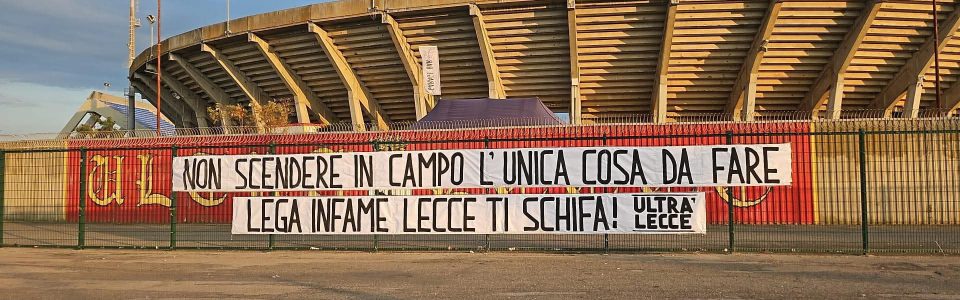 NON SCENDERE IN CAMPO L'UNICA COSA DA FARE
LEGA INFAME LECCE TI SCHIFA! ULTRA'
LECCE